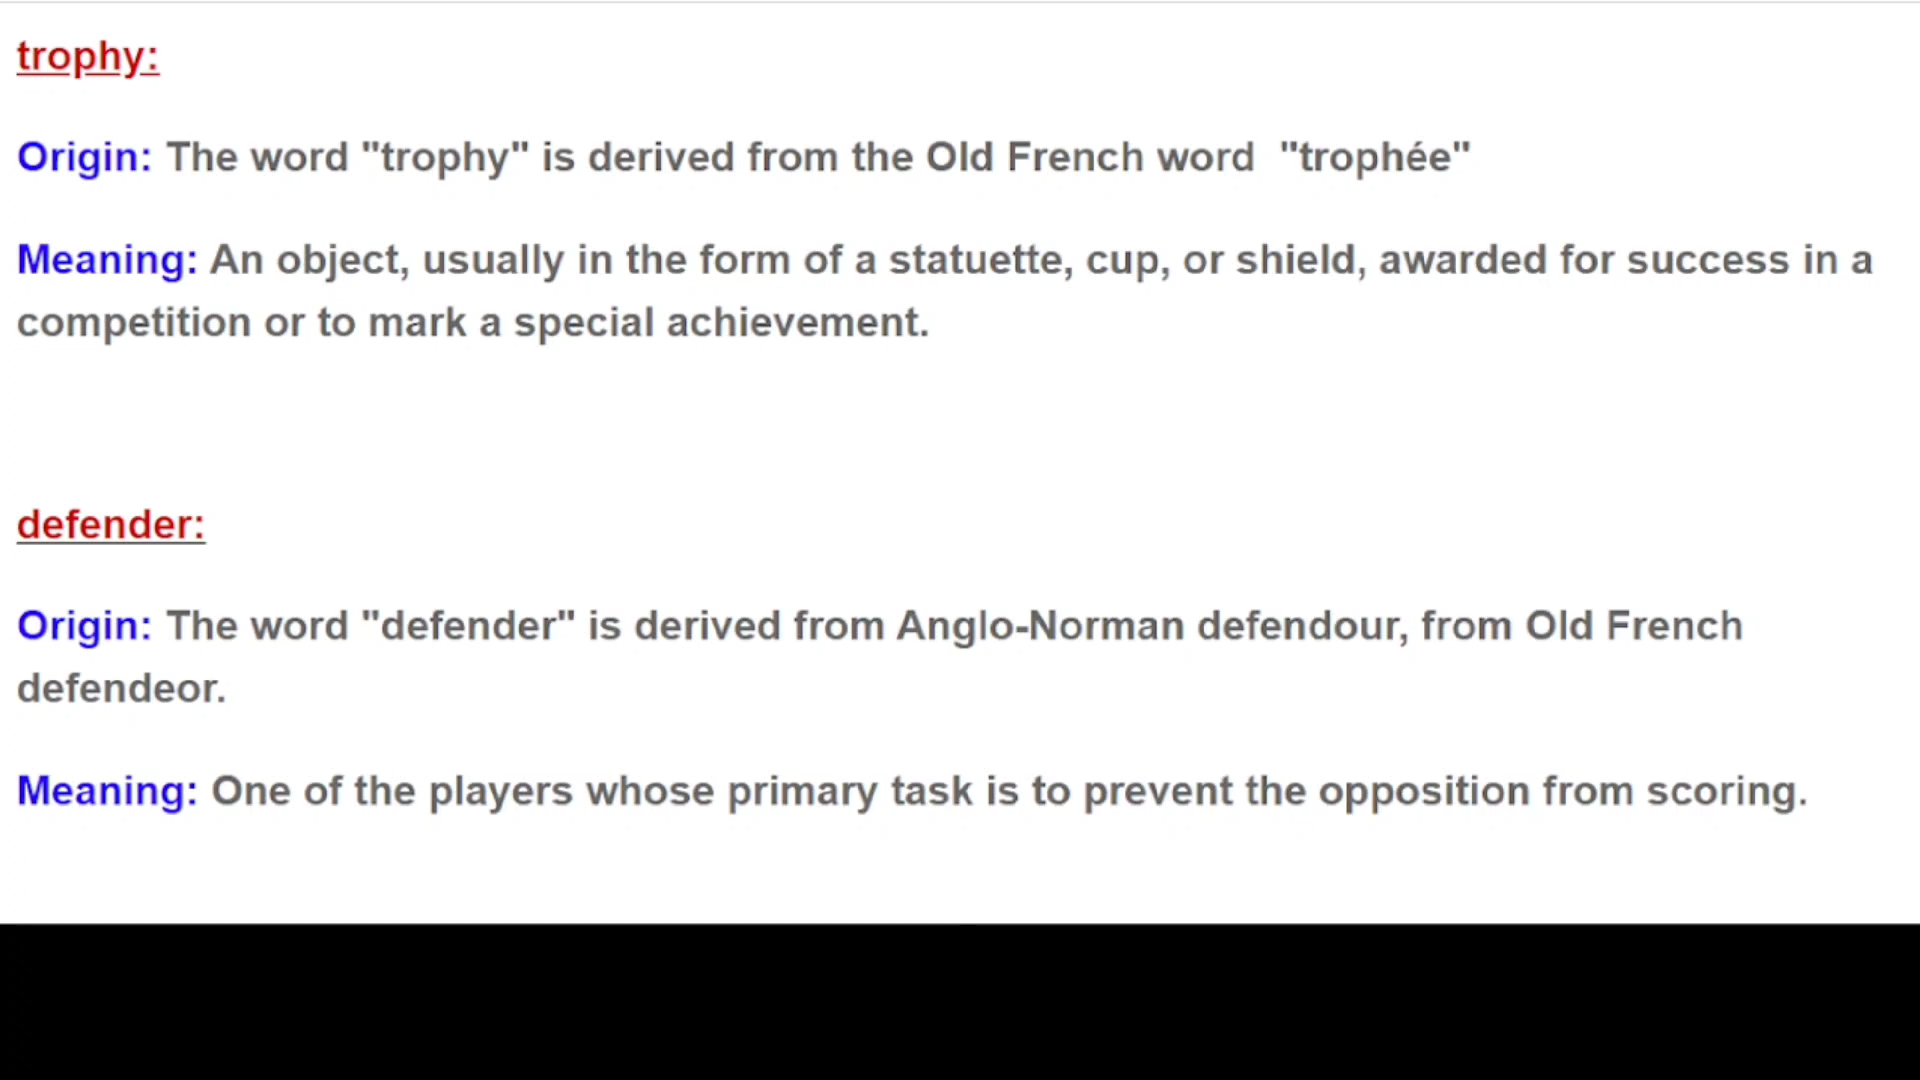 trophy:
Origin: The word "trophy" is derived from the Old French word  "trophée"
Meaning: An object, usually in the form of a statuette, cup, or shield, awarded for success in a
competition or to mark a special achievement.
defender:
Origin: The word "defender" is derived from Anglo-Norman defendour, from Old French
defendeor.
Meaning: One of the players whose primary task is to prevent the opposition from scoring.